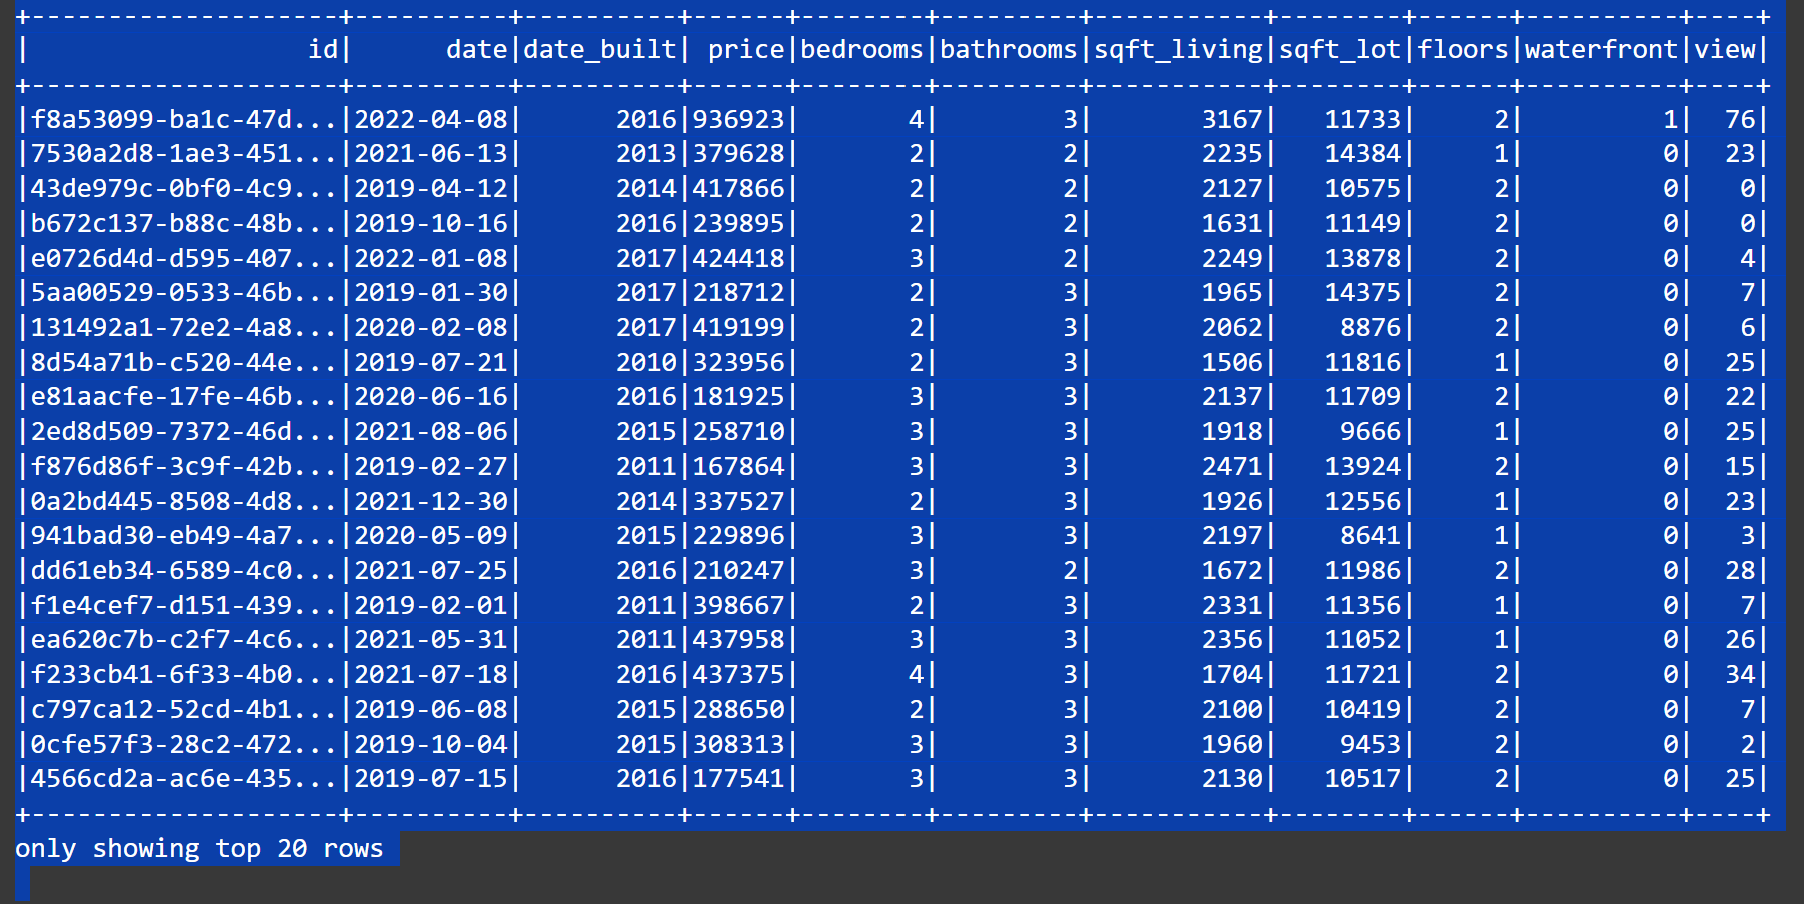 +--------------------+----------+----------+------+--------+---------+-----------+--------+------+----------+----+
|                  id|      date|date_built| price|bedrooms|bathrooms|sqft_living|sqft_lot|floors|waterfront|view|
+--------------------+----------+----------+------+--------+---------+-----------+--------+------+----------+----+
|f8a53099-ba1c-47d...|2022-04-08|      2016|936923|       4|        3|       3167|   11733|     2|         1|  76|
|7530a2d8-1ae3-451...|2021-06-13|      2013|379628|       2|        2|       2235|   14384|     1|         0|  23|
|43de979c-0bf0-4c9...|2019-04-12|      2014|417866|       2|        2|       2127|   10575|     2|         0|   0|
|b672c137-b88c-48b...|2019-10-16|      2016|239895|       2|        2|       1631|   11149|     2|         0|   0|
|e0726d4d-d595-407...|2022-01-08|      2017|424418|       3|        2|       2249|   13878|     2|         0|   4|
|5aa00529-0533-46b...|2019-01-30|      2017|218712|       2|        3|       1965|   14375|     2|         0|   7|
|131492a1-72e2-4a8...|2020-02-08|      2017|419199|       2|        3|       2062|    8876|     2|         0|   6|
|8d54a71b-c520-44e...|2019-07-21|      2010|323956|       2|        3|       1506|   11816|     1|         0|  25|
|e81aacfe-17fe-46b...|2020-06-16|      2016|181925|       3|        3|       2137|   11709|     2|         0|  22|
|2ed8d509-7372-46d...|2021-08-06|      2015|258710|       3|        3|       1918|    9666|     1|         0|  25|
|f876d86f-3c9f-42b...|2019-02-27|      2011|167864|       3|        3|       2471|   13924|     2|         0|  15|
|0a2bd445-8508-4d8...|2021-12-30|      2014|337527|       2|        3|       1926|   12556|     1|         0|  23|
|941bad30-eb49-4a7...|2020-05-09|      2015|229896|       3|        3|       2197|    8641|     1|         0|   3|
|dd61eb34-6589-4c0...|2021-07-25|      2016|210247|       3|        2|       1672|   11986|     2|         0|  28|
|f1e4cef7-d151-439...|2019-02-01|      2011|398667|       2|        3|       2331|   11356|     1|         0|   7|
|ea620c7b-c2f7-4c6...|2021-05-31|      2011|437958|       3|        3|       2356|   11052|     1|         0|  26|
|f233cb41-6f33-4b0...|2021-07-18|      2016|437375|       4|        3|       1704|   11721|     2|         0|  34|
|c797ca12-52cd-4b1...|2019-06-08|      2015|288650|       2|        3|       2100|   10419|     2|         0|   7|
|0cfe57f3-28c2-472...|2019-10-04|      2015|308313|       3|        3|       1960|    9453|     2|         0|   2|
|4566cd2a-ac6e-435...|2019-07-15|      2016|177541|       3|        3|       2130|   10517|     2|         0|  25|
+--------------------+----------+----------+------+--------+---------+-----------+--------+------+----------+----+
only showing top 20 rows